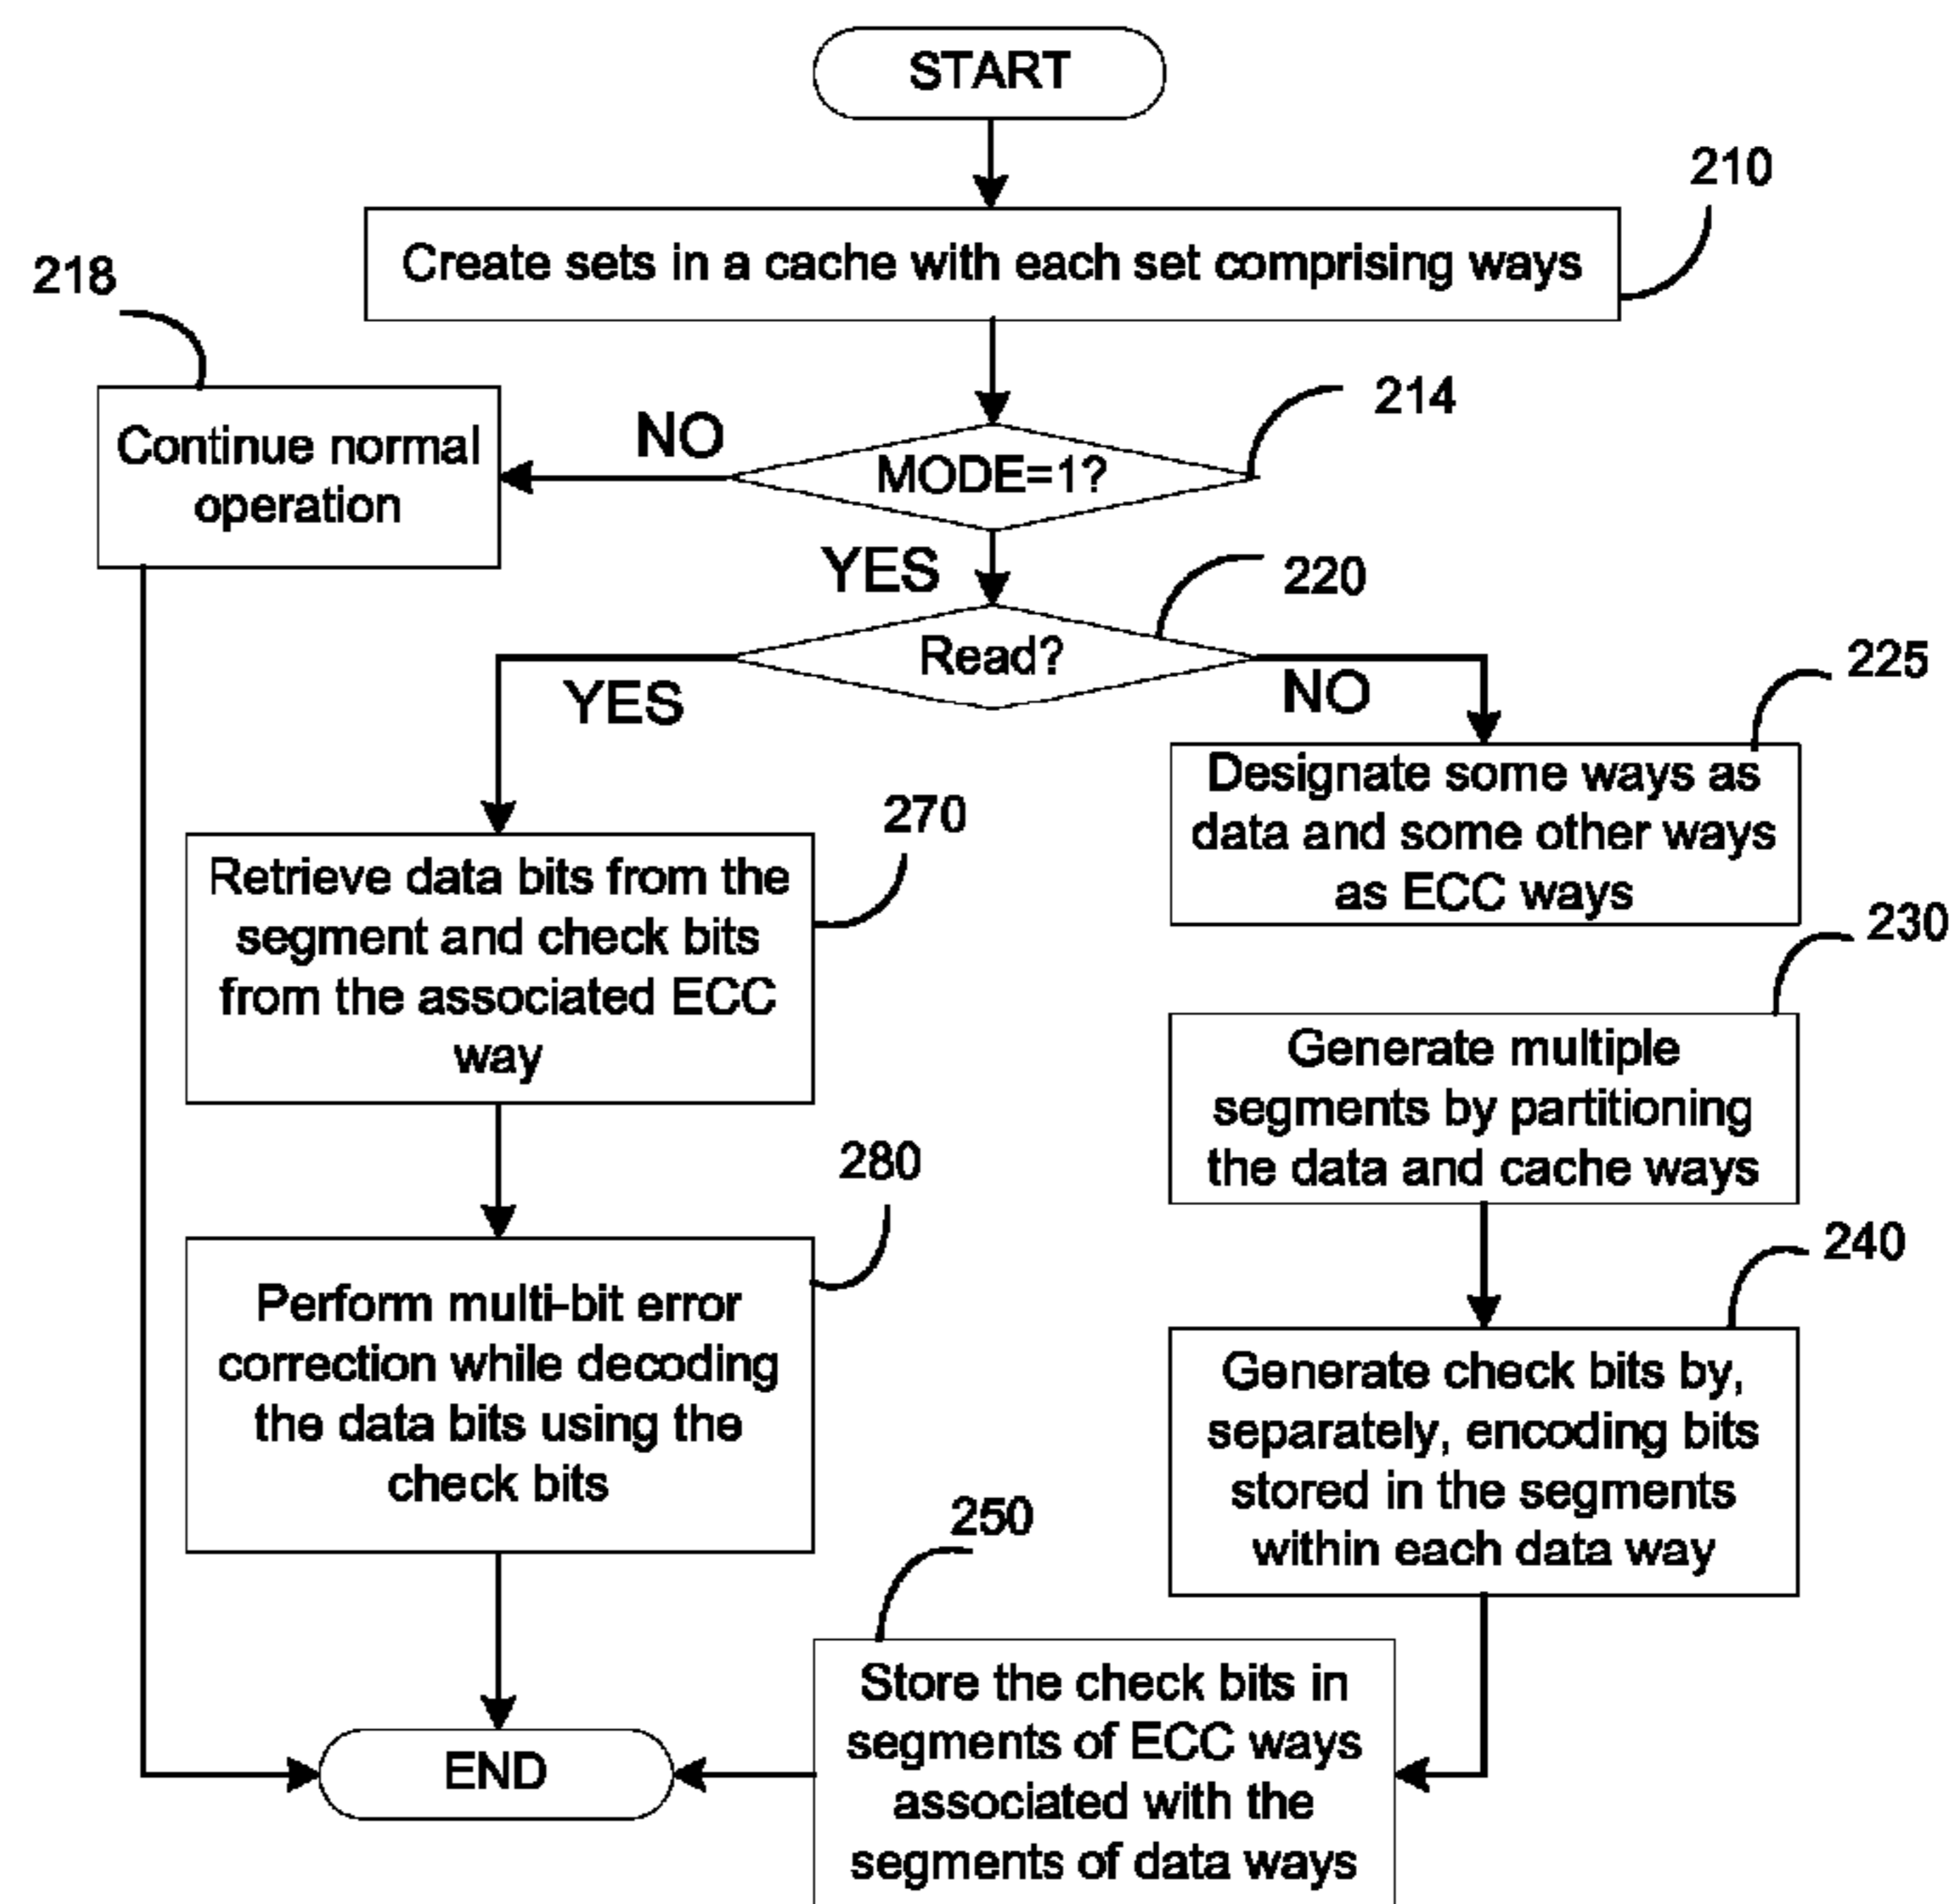 START
210
Create sets in a cache with each set comprising ways
218
214
Continue normal
operation
NO
MODE=1?
YES
220
Read?
YES
NO
225
Designate some ways as
data and some other ways
as ECC ways
270
Retrieve data bits from the
segment and check bits
from the associated ECC
way
230
Generate multiple
segments by partitioning
the data and cache ways
280
Perform multi-bit error
correction while decoding
the data bits using the
check bits
240
Generate check bits by,
separately, encoding bits
stored in the segments
within each data way
250
Store the check bits in
segments of ECC ways
associated with the
segments of data ways
END